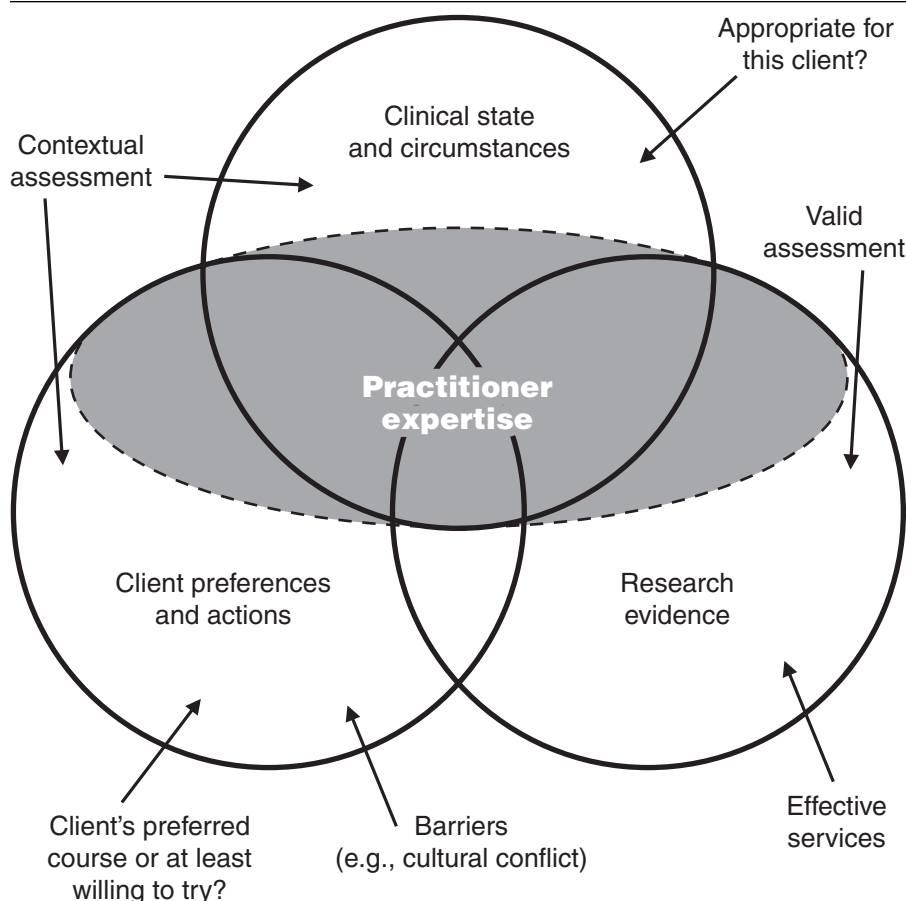 Appropriate for
this client?
Clinical state
and circumstances
Contextual
assessment
Valid
assessment
Practitioner
expertise
Client preferences
and actions
Research
evidence
Client’s preferred
course or at least
willing to try?
Barriers
(e.g., cultural conflict)
Effective
services